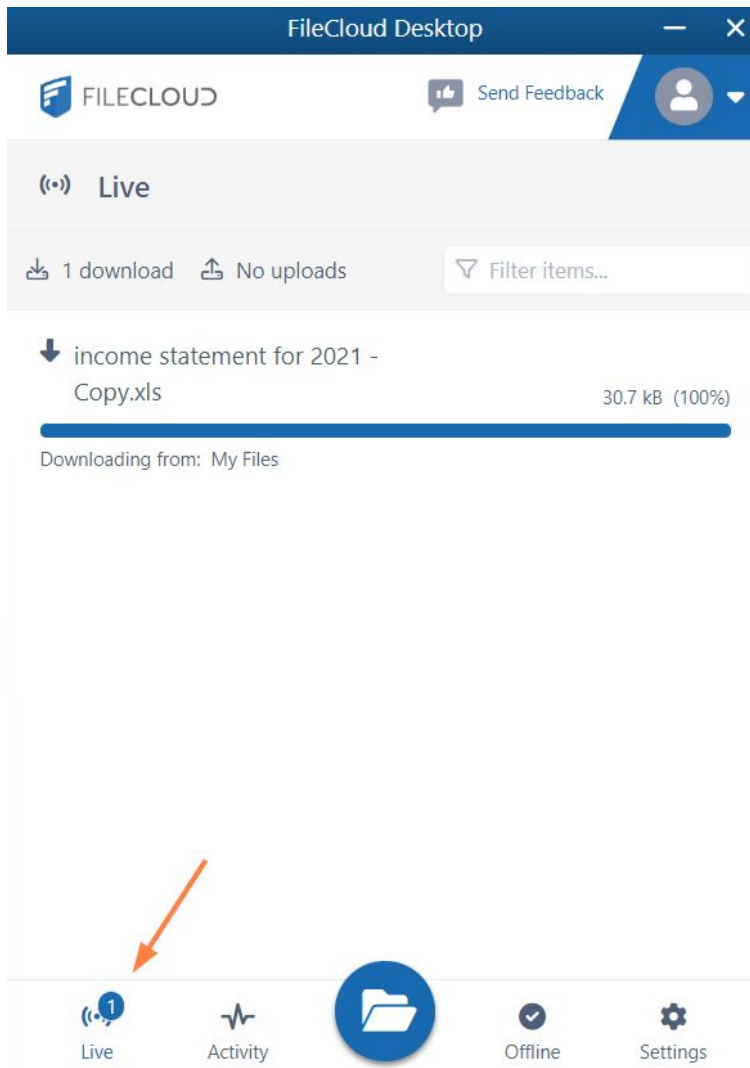 FileCloud Desktop
FILECLOUD
Send Feedback
Live
1 download
No uploads
Filter items...
income statement for 2021 -
Copy.xls
30.7 kB (100%)
Downloading from: My Files
1
Live
Activity
Offline
Settings